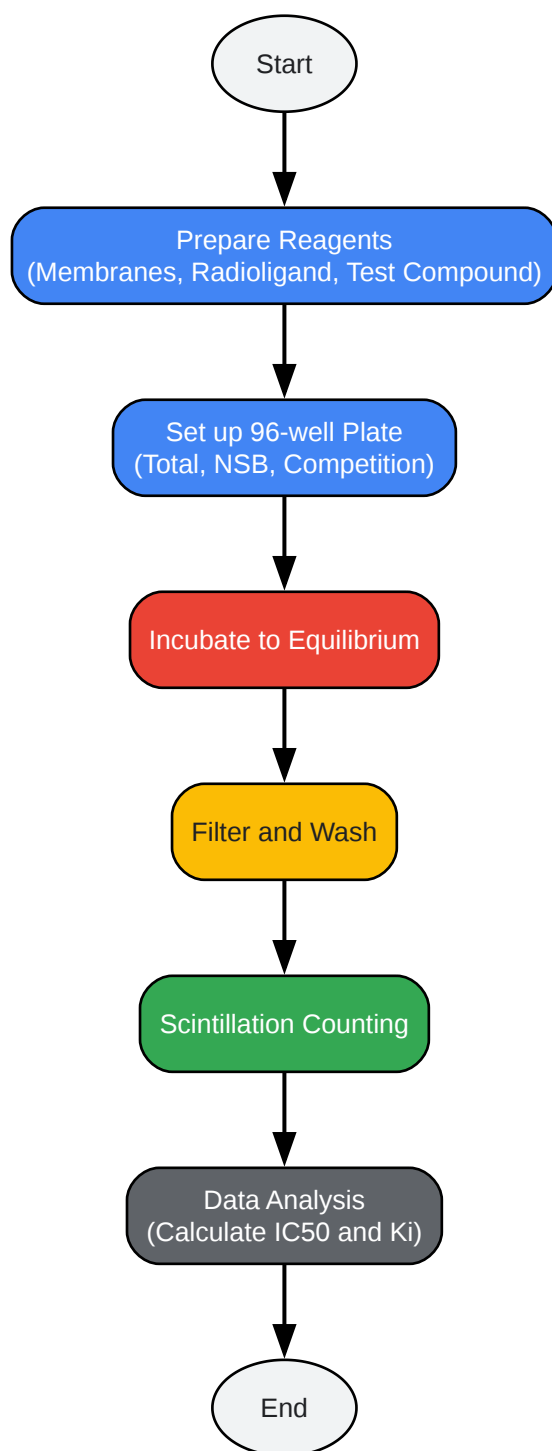 Start
Prepare Reagents
(Membranes, Radioligand, Test Compound)
Set up 96-well Plate
(Total, NSB, Competition)
Incubate to Equilibrium
Filter and Wash
Scintillation Counting
Data Analysis
(Calculate IC50 and Ki)
End